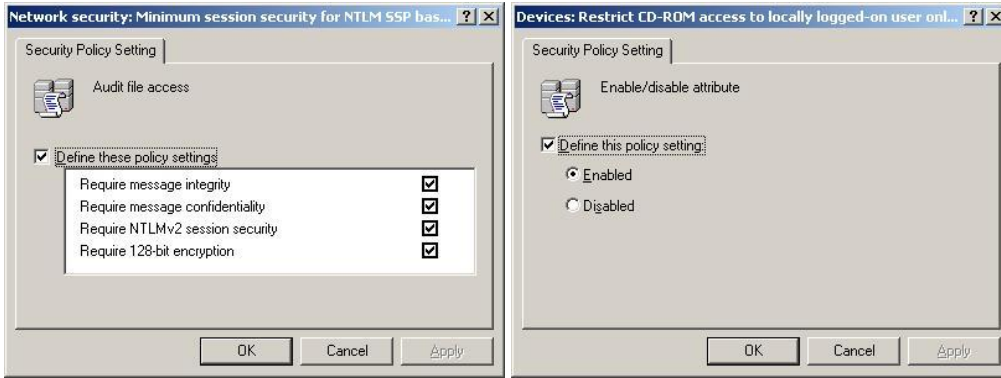 Network security: Minimum session security for NTLM SSP bas...
Security Policy Setting
Audit file access
Define these policy settings
Require message integrity
Require message confidentiality
Require NTLMv2 session security
Require 128-bit encryption
OK Cancel Apply
Devices: Restrict CD-ROM access to locally logged-on user onl...
Security Policy Setting
Enable/disable attribute
Define this policy setting:
Enabled
Disabled
OK Cancel Apply